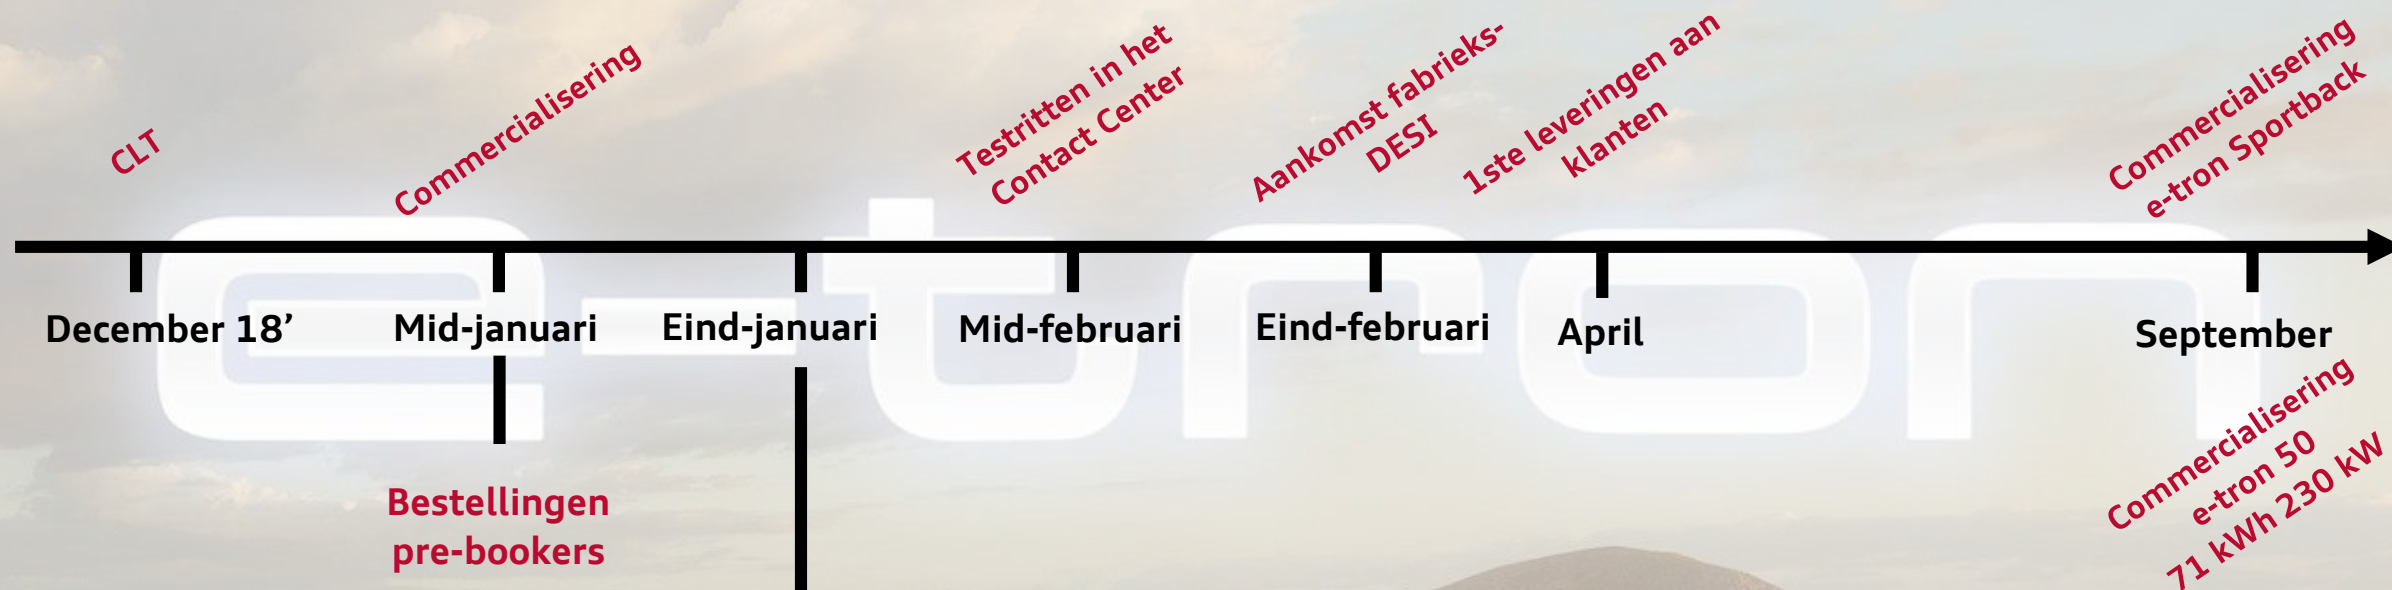 CLT
Commercialisering
Testritten in het
Contact Center
Aankomst fabrieks-
DESI
1ste leveringen aan
klanten
Commercialisering
e-tron Sportback
e-tron
December 18’
Mid-januari
Eind-januari
Mid-februari
Eind-februari
April
September
Bestellingen
pre-bookers
Commercialisering
e-tron 50
71 kWh 230 kW